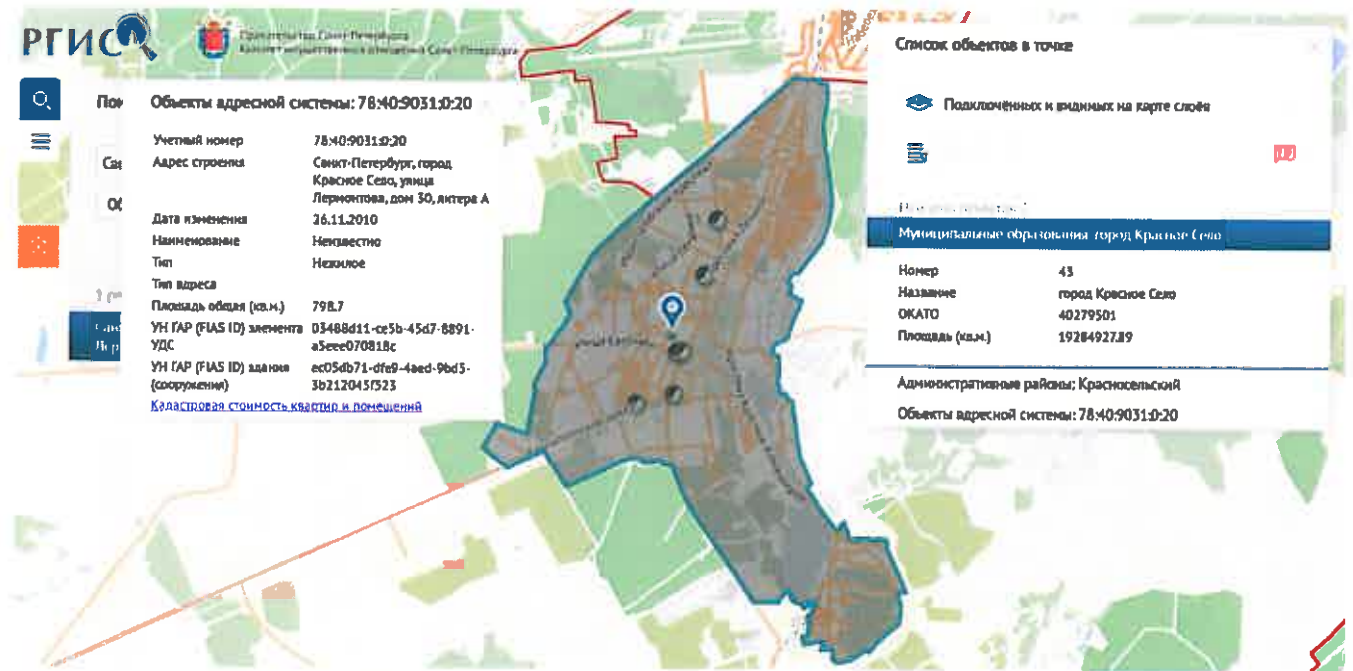 РГИС
Правительство Санкт-Петербурга
Комитет имущественных отношений Санкт-Петербурга
Пои
Сан
Об
Объекты адресной системы: 78:40:9031:0:20
Учетный номер 78:40:9031:0:20
Адрес строения Санкт-Петербург, город
Красное Село, улица
Лермонтова, дом 30, литера А
Дата изменения 26.11.2010
Наименование Неизвестно
Тип Нежилое
Тип адреса
Площадь общая (кв.м.) 798.7
УН ГАР (FIAS ID) элемента 03488d11-ce5b-45d7-8891-
УДС a5eee070818c
УН ГАР (FIAS ID) здания ec05db71-dfe9-4aed-9bd5-
(сооружения) 3b212045f523
Кадастровая стоимость квартир и помещений
Список объектов в точке
Подключённых и видимых на карте слоёв
Муниципальные образования: город Красное Село
Номер 43
Название город Красное Село
ОКАТО 40279501
Площадь (кв.м.) 19284927.89
Административные районы: Красносельский
Объекты адресной системы: 78:40:9031:0:20